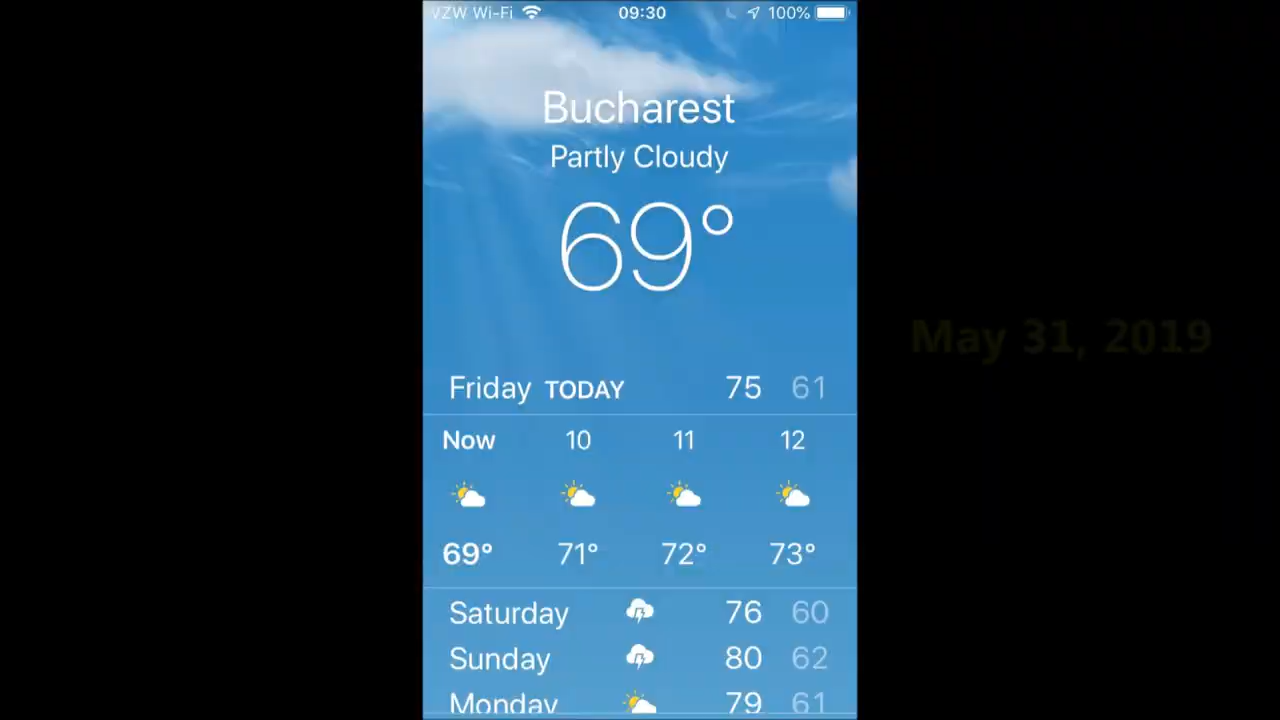 VZW Wi-Fi 09:30 100%
Bucharest
Partly Cloudy
69°
May 31, 2019
Friday TODAY 75 61
Now 10 11 12
69° 71° 72° 73°
Saturday 76 60
Sunday 80 62
Monday 79 61